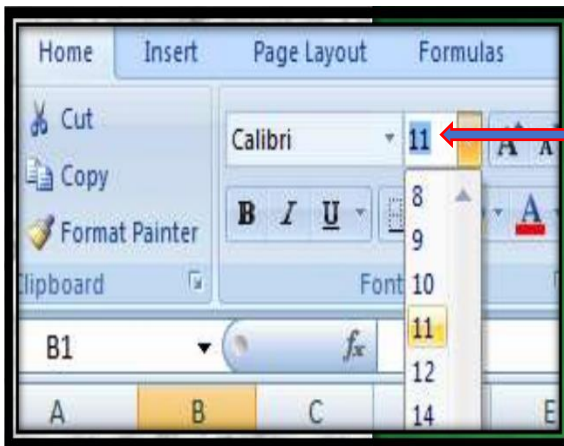 Home Insert Page Layout Formulas
Cut
Copy
Format Painter
Clipboard
Calibri 11 A A
B I U A
Font
8
9
10
11
12
14
B1 fx
A B C E